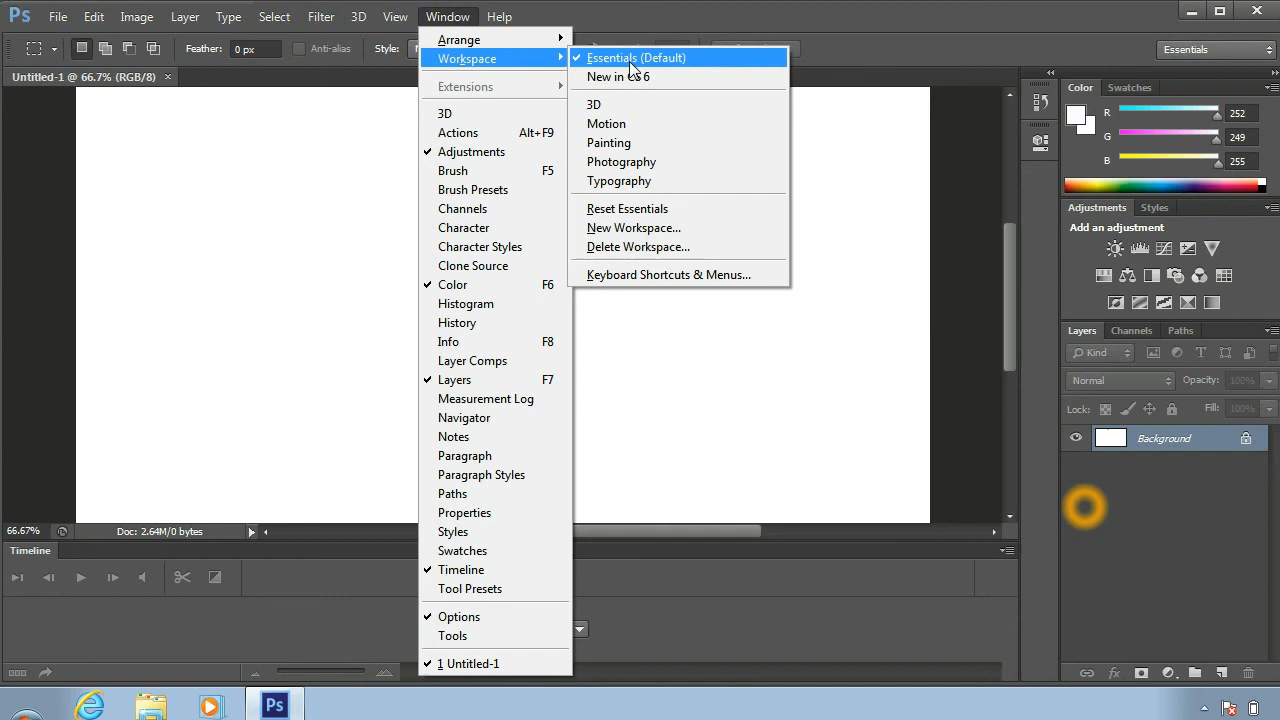 Ps File Edit Image Layer Type Select Filter 3D View Window Help
Feather: 0 px Anti-alias Style:
Essentials
Untitled-1 @ 66.7% (RGB/8) ×
Arrange
Workspace
Extensions
3D
Actions Alt+F9
Adjustments
Brush F5
Brush Presets
Channels
Character
Character Styles
Clone Source
Color F6
Histogram
History
Info F8
Layer Comps
Layers F7
Measurement Log
Navigator
Notes
Paragraph
Paragraph Styles
Paths
Properties
Styles
Swatches
Timeline
Tool Presets
Options
Tools
1 Untitled-1
Essentials (Default)
New in CS6
3D
Motion
Painting
Photography
Typography
Reset Essentials
New Workspace...
Delete Workspace...
Keyboard Shortcuts & Menus...
Color Swatches
R 252
G 249
B 255
Adjustments Styles
Add an adjustment
Layers Channels Paths
Kind
Normal Opacity: 100%
Lock: Fill: 100%
Background
fx
66.67% Doc: 2.64M/0 bytes
Timeline
Ps